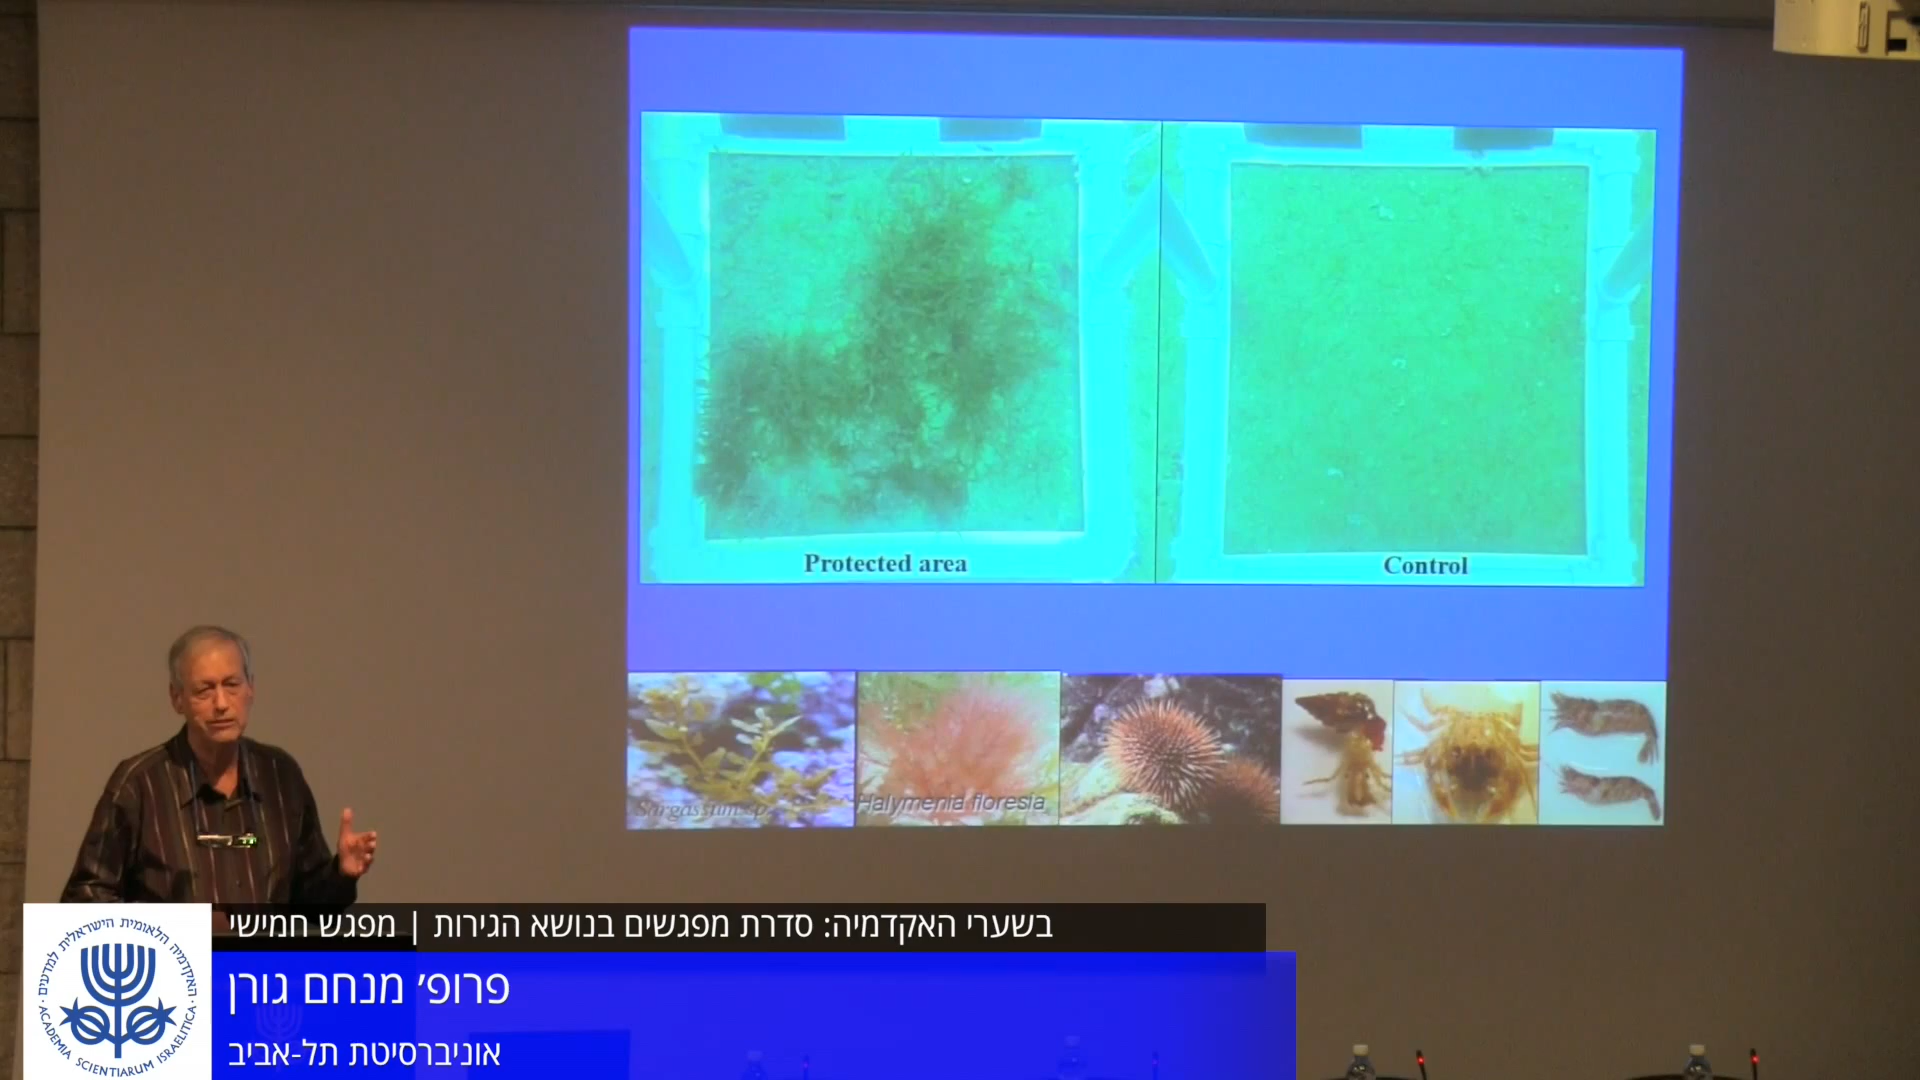 Protected area
Control
Sargassum sp.
Halymenia floresia
בשערי האקדמיה: סדרת מפגשים בנושא הגירות | מפגש חמישי
פרופ׳ מנחם גורן
אוניברסיטת תל-אביב
האקדמיה הלאומית הישראלית למדעים
ACADEMIA SCIENTIARUM ISRAELITICA